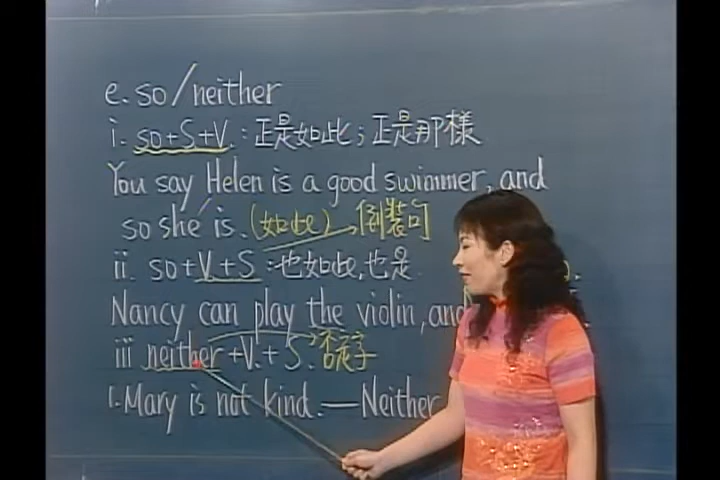 e. so/neither
i. so+S+V. : 正是如此; 正是那樣
You say Helen is a good swimmer, and
so she is. (如此) 倒裝句
ii. so+V+S : 也如此, 也是
Nancy can play the violin, and
iii neither +V. + S. 否定字
1. Mary is not kind. — Neither